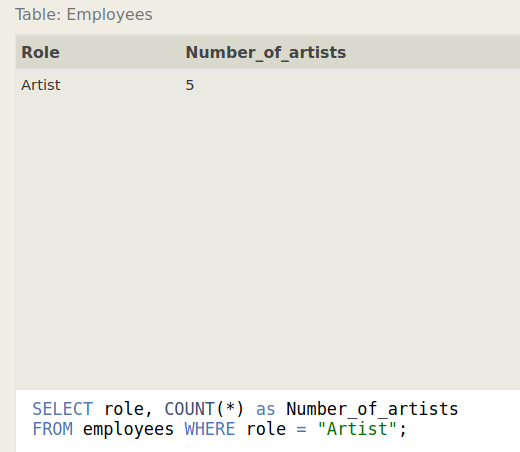 Table: Employees
Role Number_of_artists
Artist 5
SELECT role, COUNT(*) as Number_of_artists
FROM employees WHERE role = "Artist";